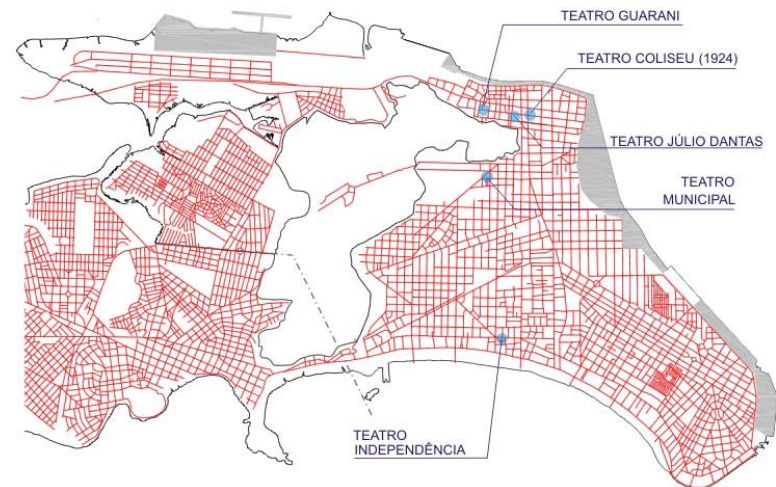 TEATRO GUARANI
TEATRO COLISEU (1924)
TEATRO JÚLIO DANTAS
TEATRO
MUNICIPAL
TEATRO
INDEPENDÊNCIA